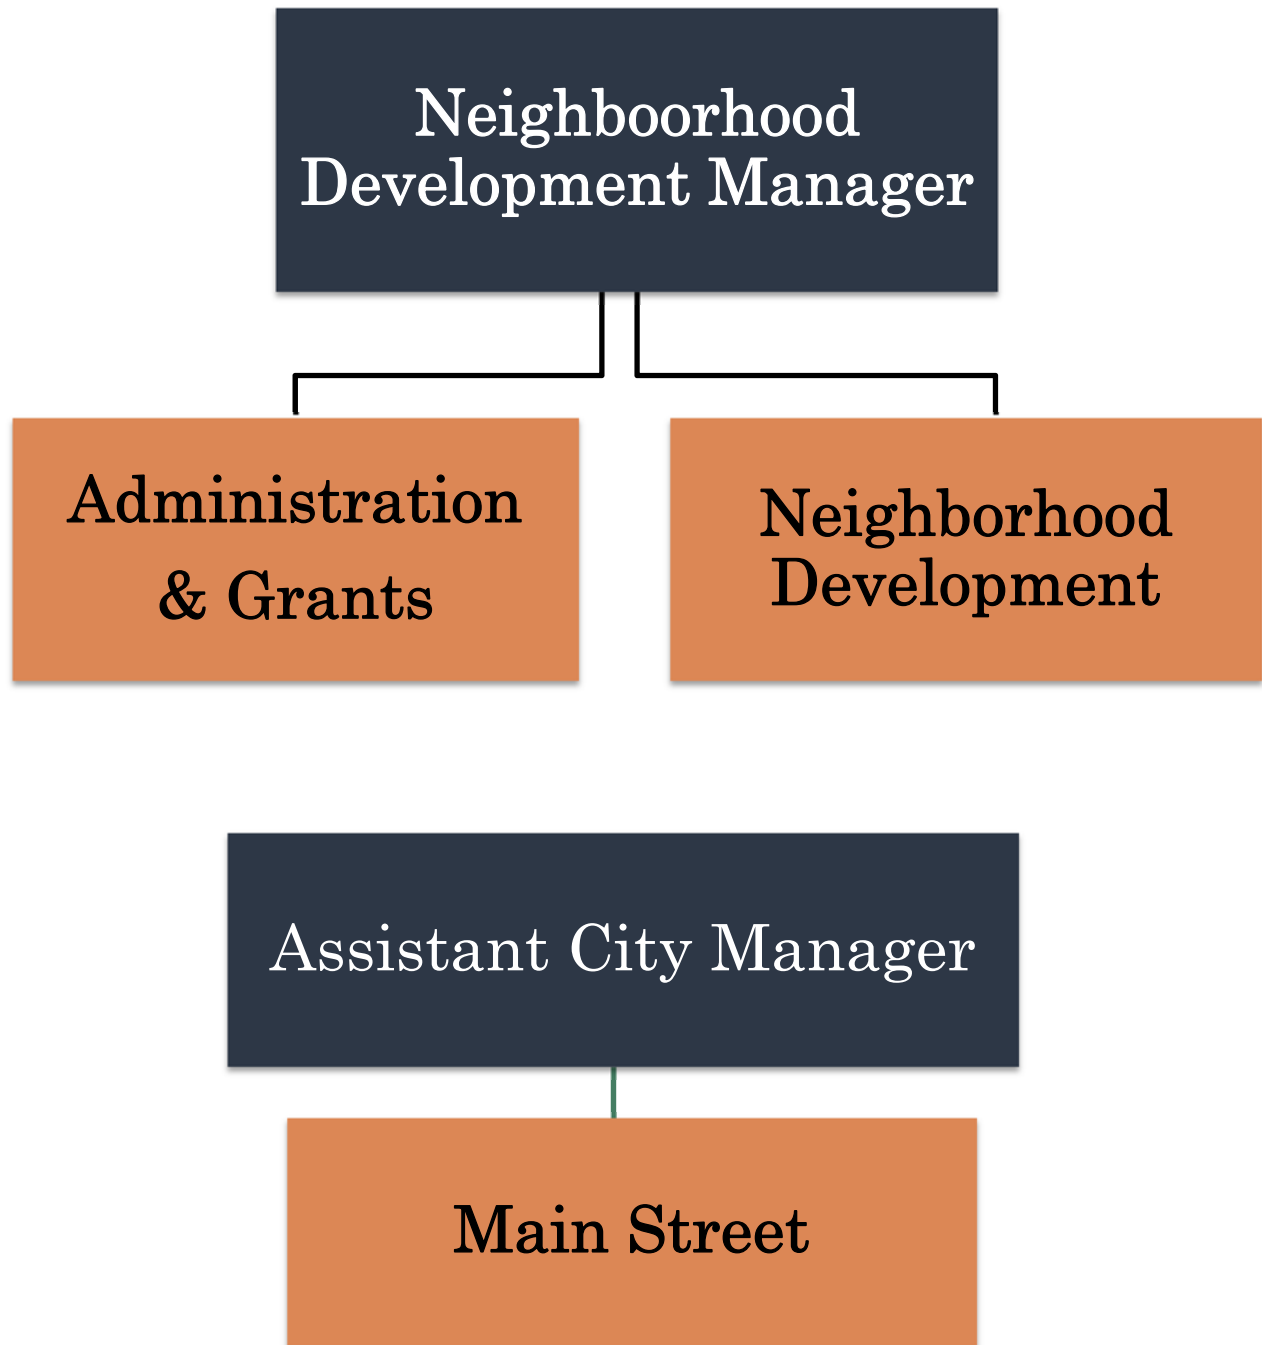 Neighboorhood
Development Manager
Administration
& Grants
Neighborhood
Development
Assistant City Manager
Main Street